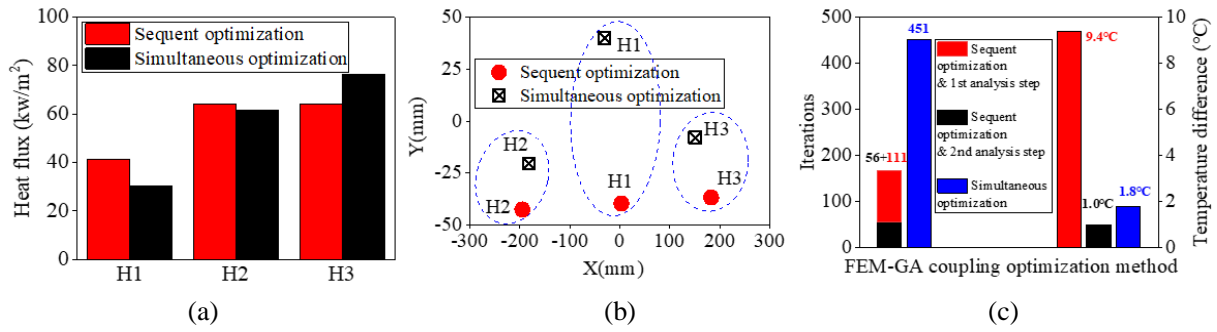 Sequent optimization
Simultaneous optimization
Heat flux (kw/m²)
100
80
60
40
20
0
H1 H2 H3
(a)
50
25
0
-25
-50
Y(mm)
H1
Sequent optimization
Simultaneous optimization
H2
H3
H2
H1
H3
-300 -200 -100 0 100 200 300
X(mm)
(b)
500
400
300
200
100
0
Iterations
451
Sequent
optimization
& 1st analysis step
Sequent
optimization
& 2nd analysis step
Simultaneous
optimization
56+111
9.4°C
1.0°C
1.8°C
10
8
6
4
2
0
Temperature difference (°C)
FEM-GA coupling optimization method
(c)